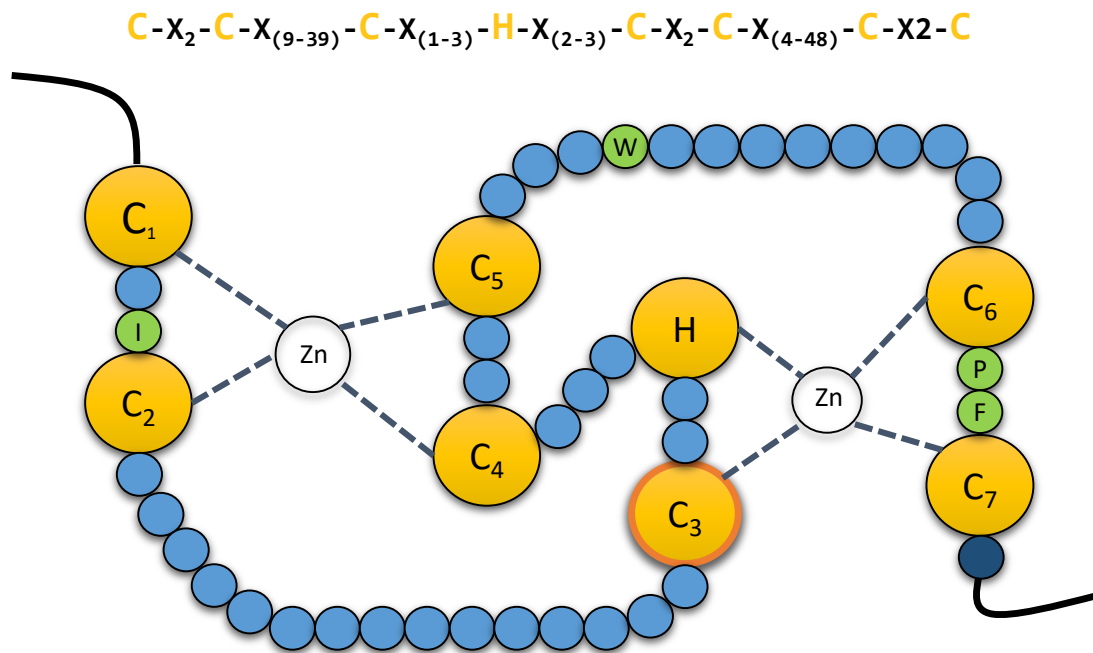 C-X₂-C-X₍₉₋₃₉₎-C-X₍₁₋₃₎-H-X₍₂₋₃₎-C-X₂-C-X₍₄₋₄₈₎-C-X2-C
W
C₁
C₅
I
Zn
H
C₆
C₂
P
Zn
F
C₄
C₇
C₃